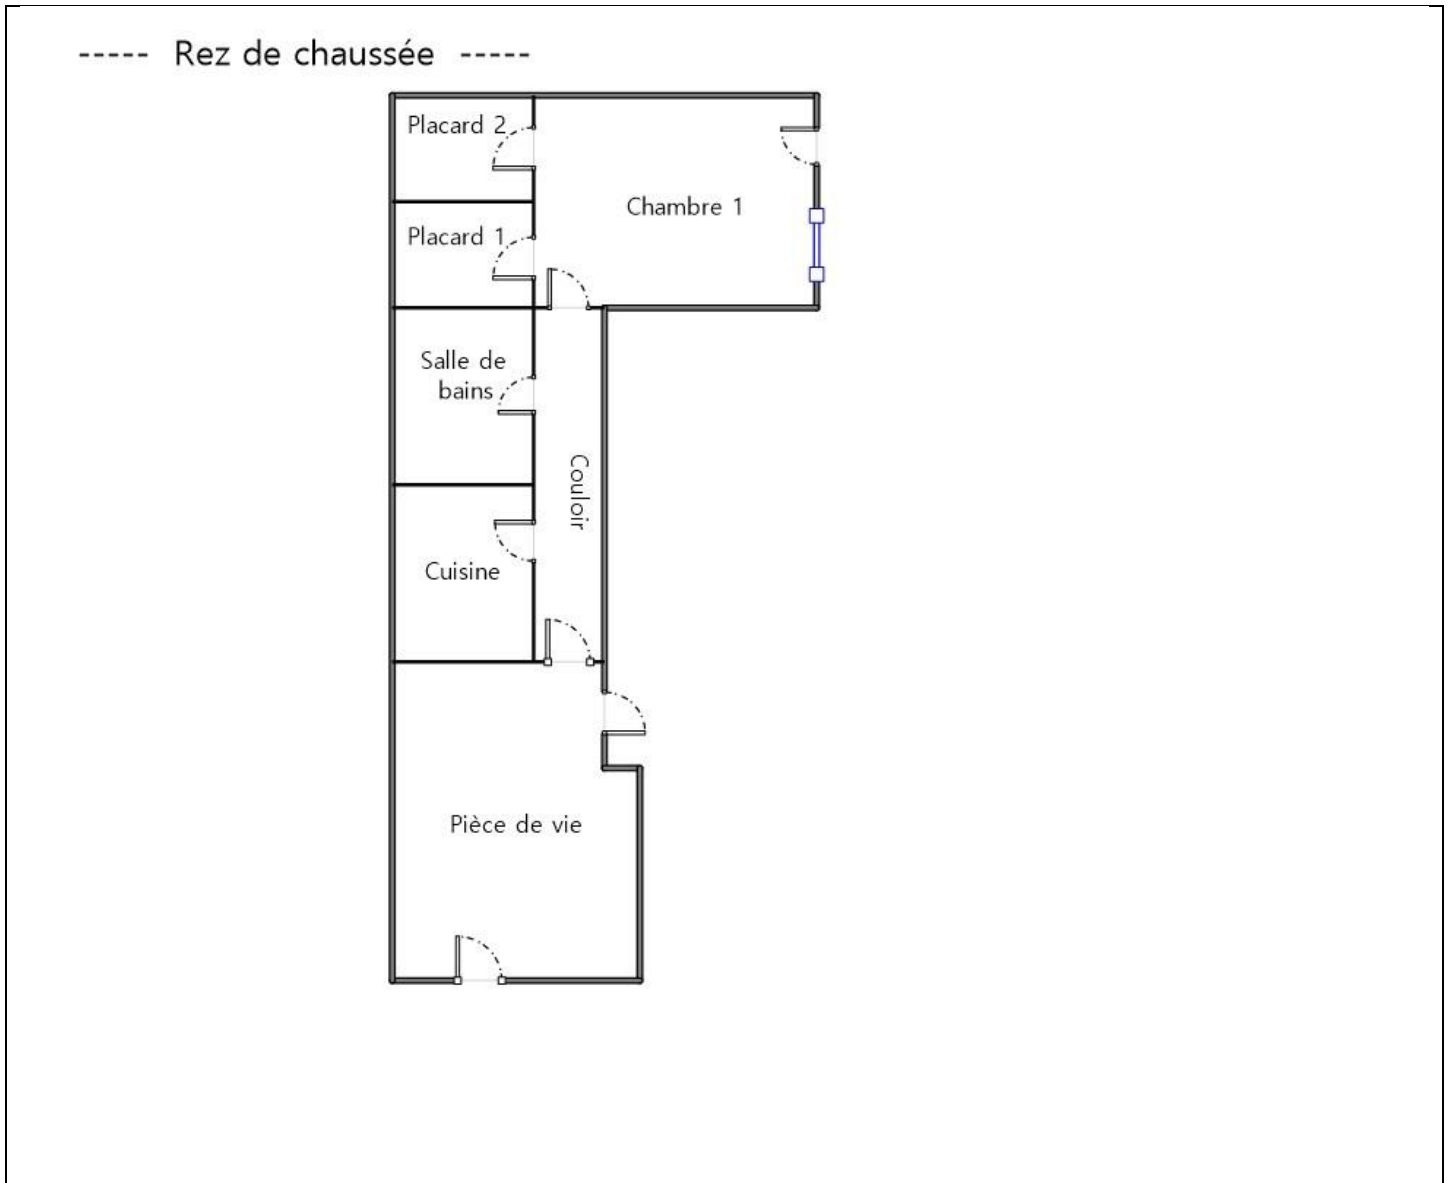 ----- Rez de chaussée -----
Placard 2
Chambre 1
Placard 1
Salle de
bains
Couloir
Cuisine
Pièce de vie